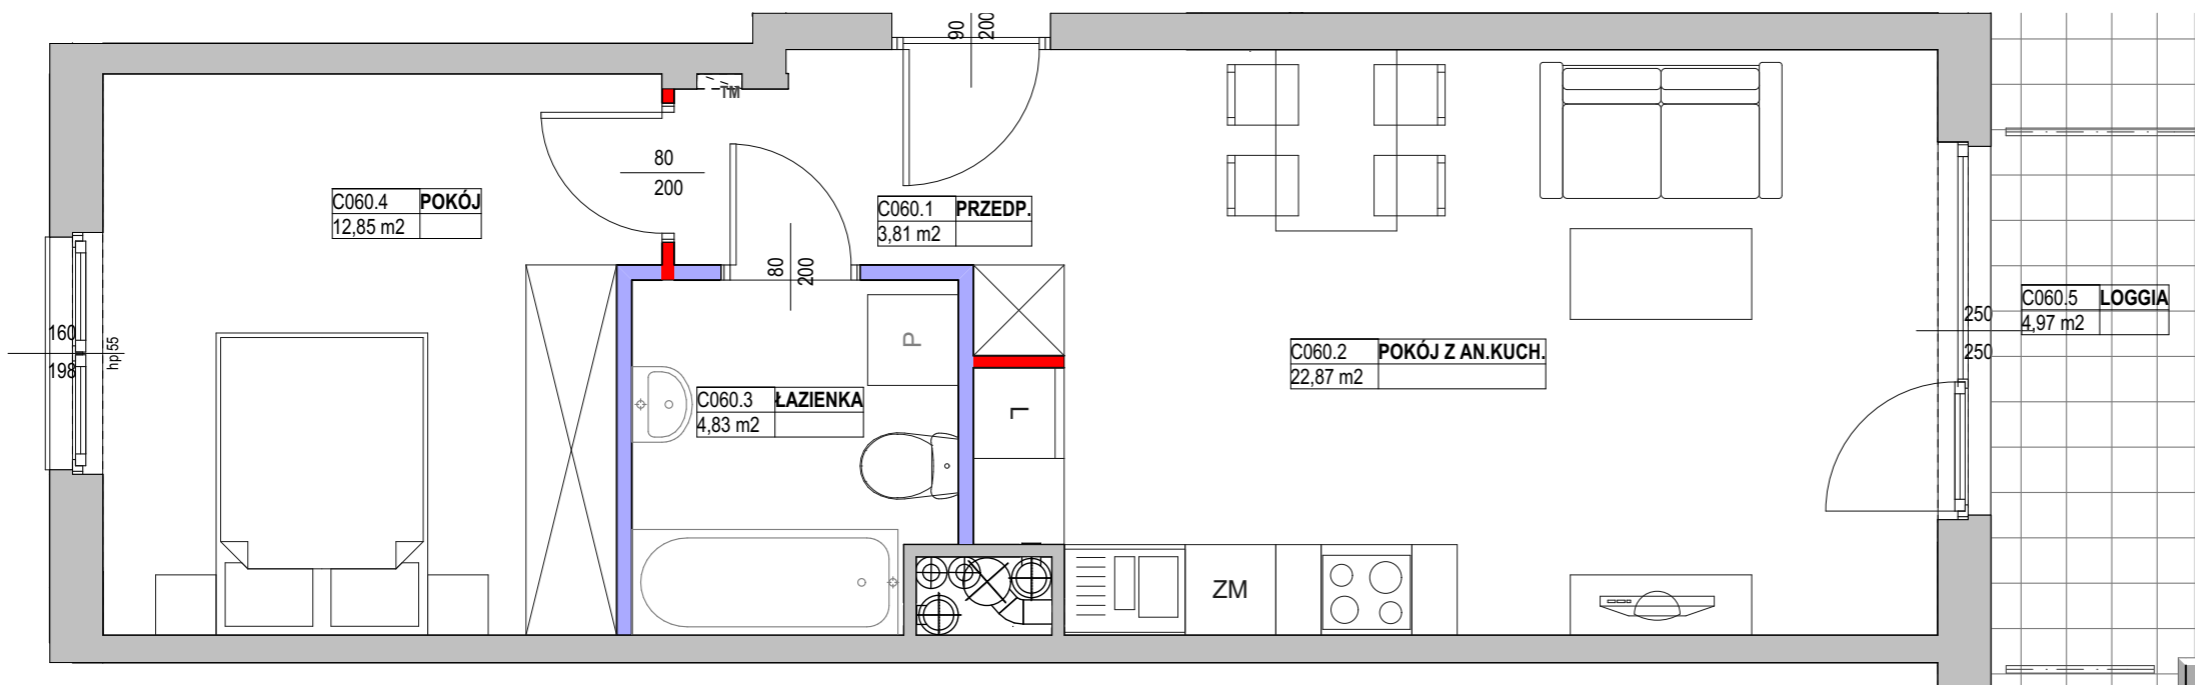 90
200
TM
80
200
C060.4 POKÓJ
12,85 m2
C060.1 PRZEDP.
3,81 m2
80
200
C060.5 LOGGIA
4,97 m2
250
250
160
198
hp 55
P
C060.2 POKÓJ Z AN.KUCH.
22,87 m2
C060.3 ŁAZIENKA
4,83 m2
L
ZM